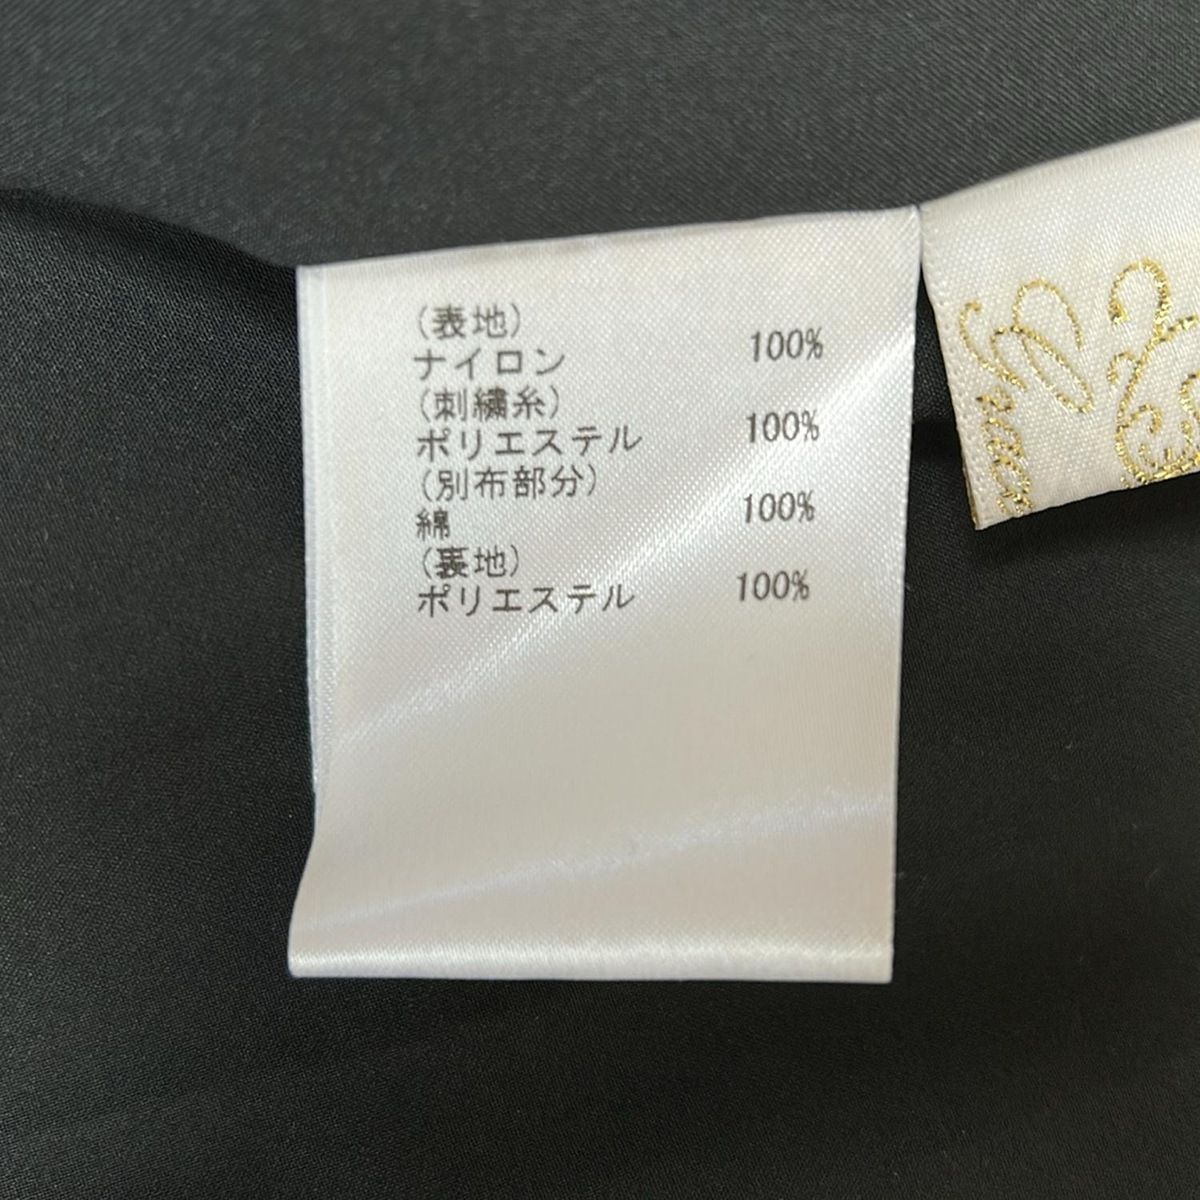 (表地)
ナイロン 100%
(刺繍糸)
ポリエステル 100%
(別布部分)
綿 100%
(裏地)
ポリエステル 100%